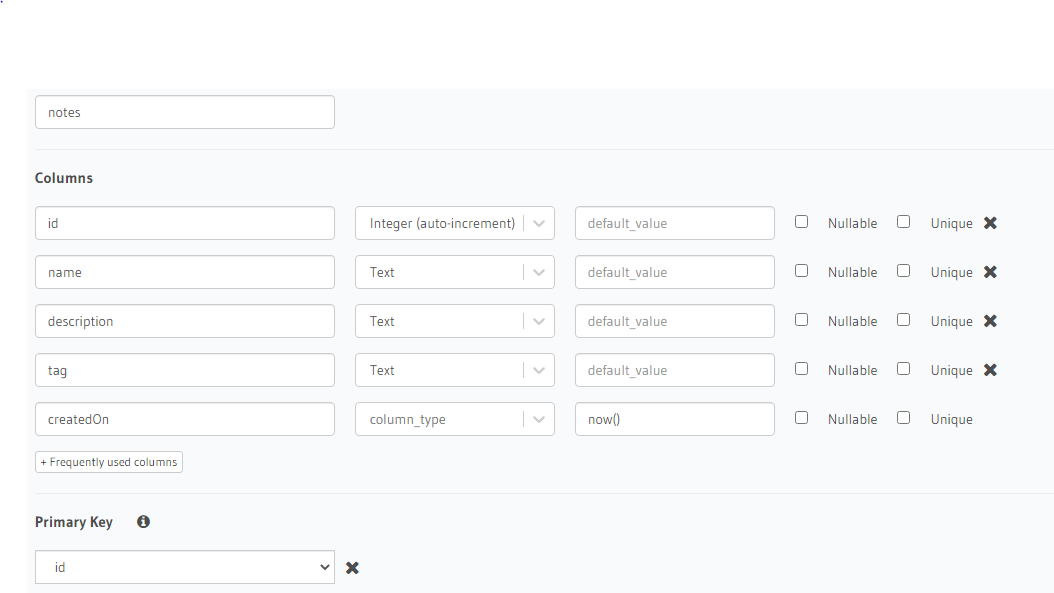 notes
Columns
id Integer (auto-increment) default_value Nullable Unique
name Text default_value Nullable Unique
description Text default_value Nullable Unique
tag Text default_value Nullable Unique
createdOn column_type now() Nullable Unique
+ Frequently used columns
Primary Key
id